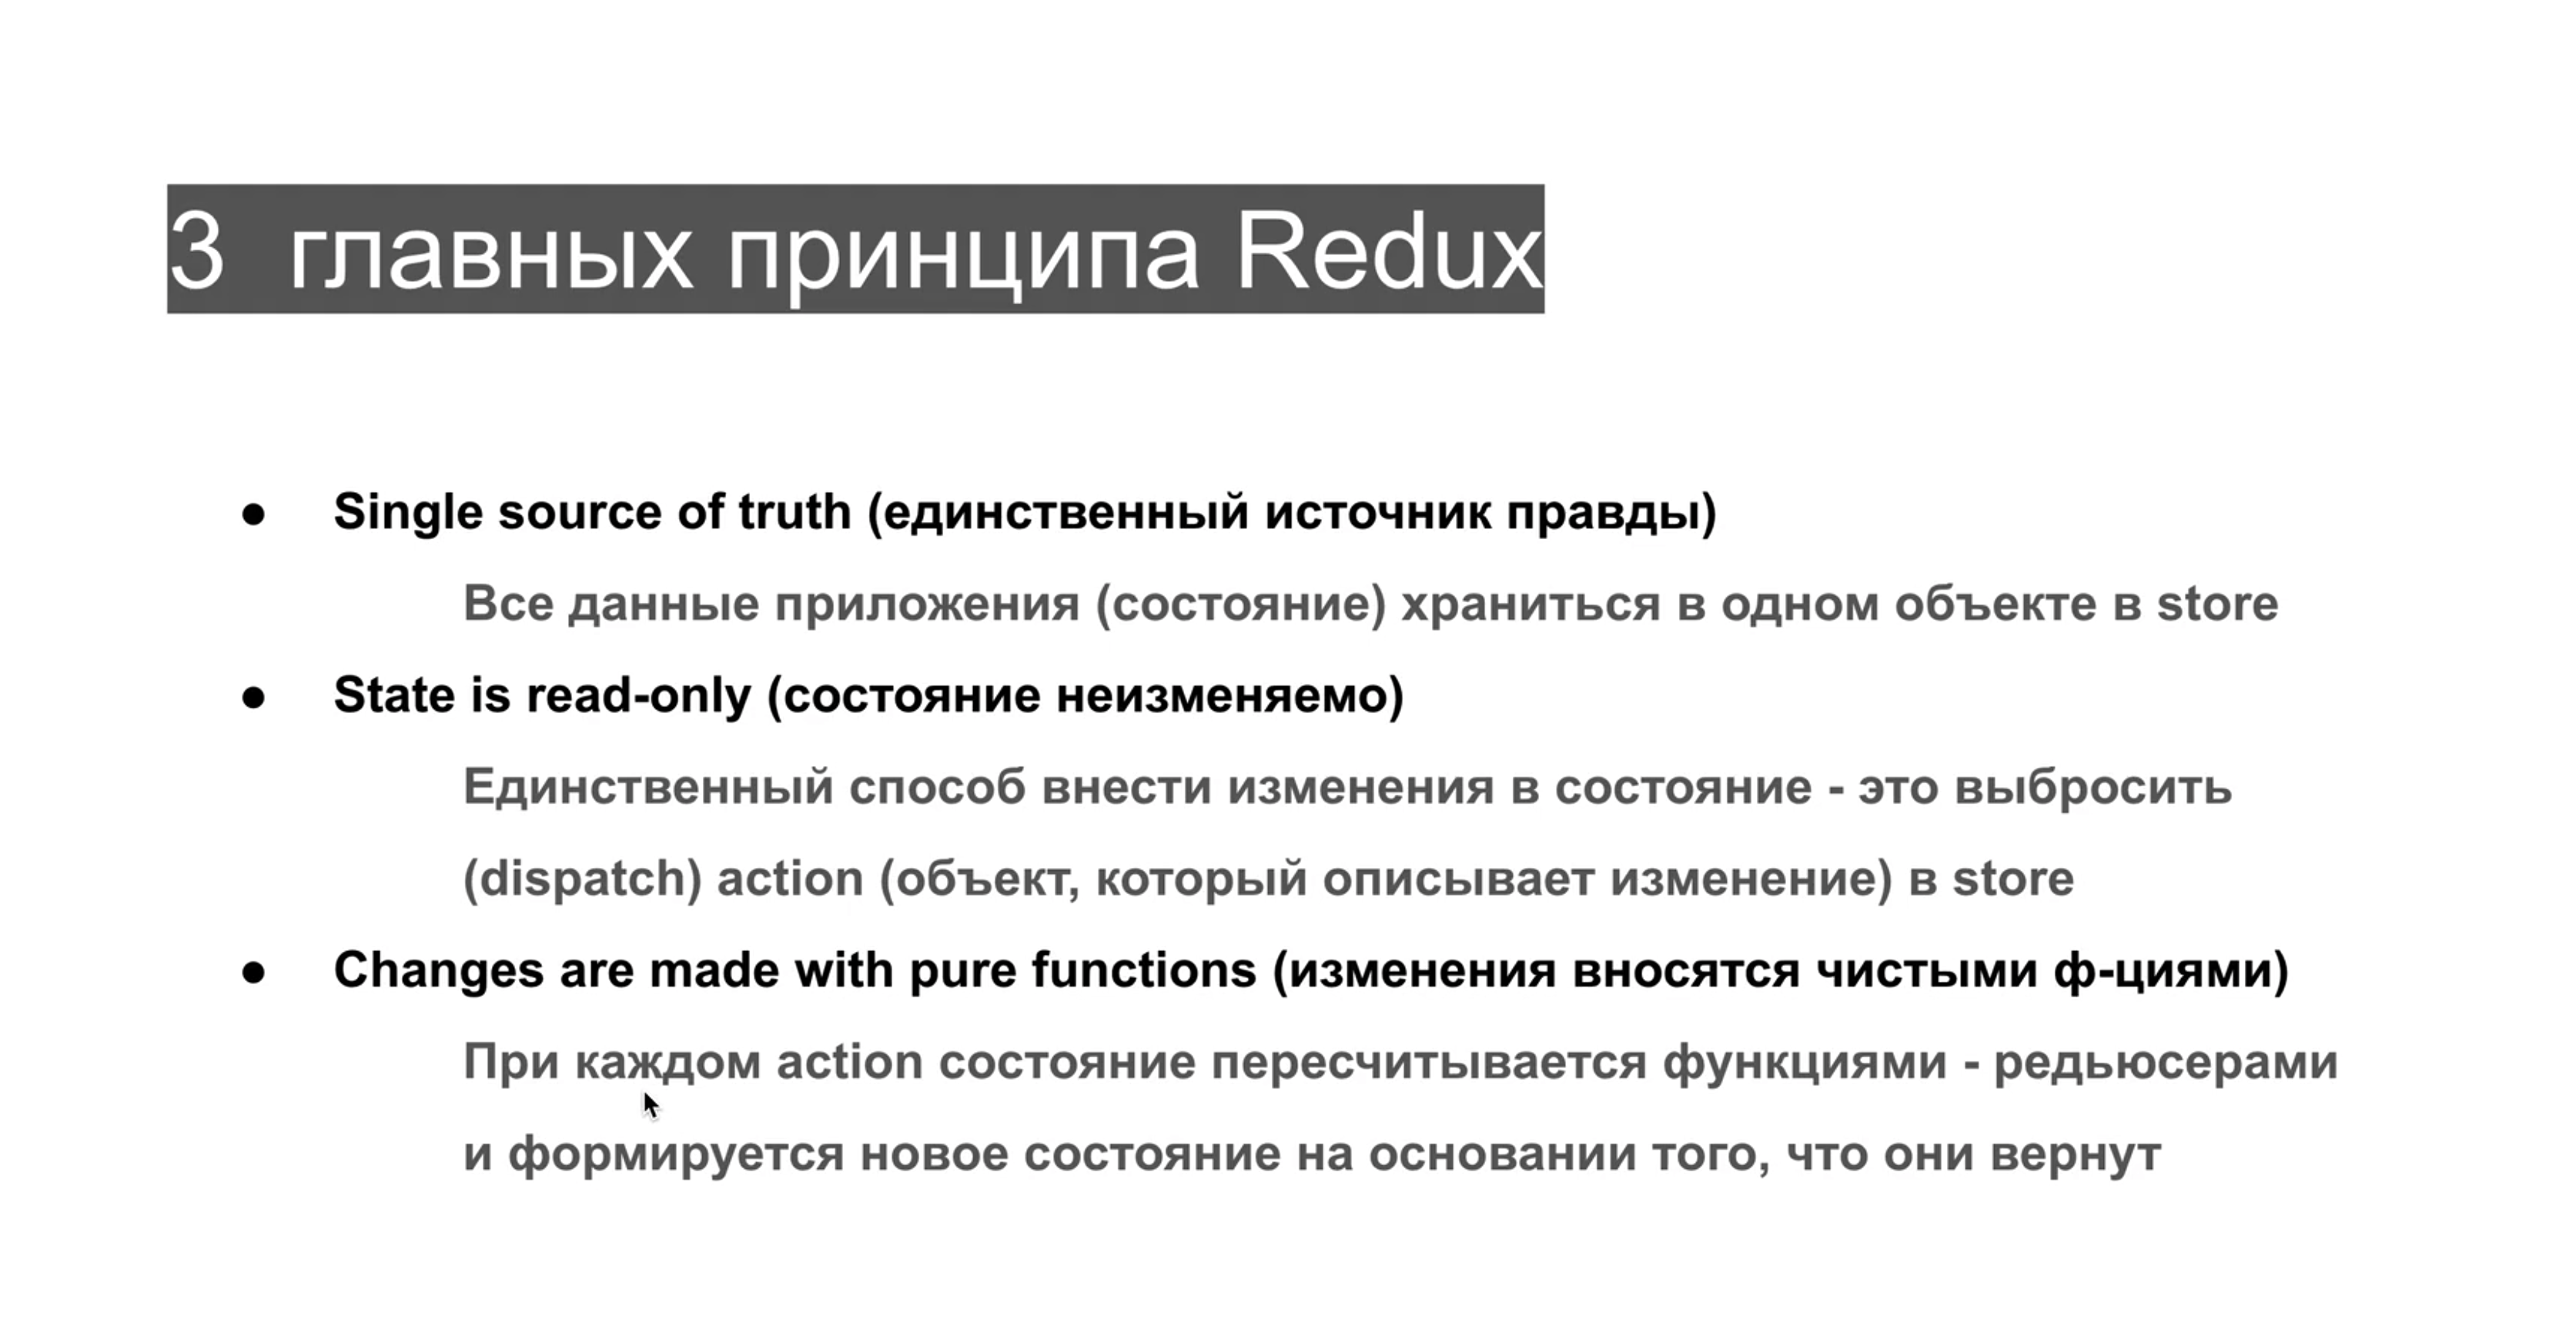 3 главных принципа Redux
● Single source of truth (единственный источник правды)
Все данные приложения (состояние) храниться в одном объекте в store
● State is read-only (состояние неизменяемо)
Единственный способ внести изменения в состояние - это выбросить
(dispatch) action (объект, который описывает изменение) в store
● Changes are made with pure functions (изменения вносятся чистыми ф-циями)
При каждом action состояние пересчитывается функциями - редьюсерами
и формируется новое состояние на основании того, что они вернут